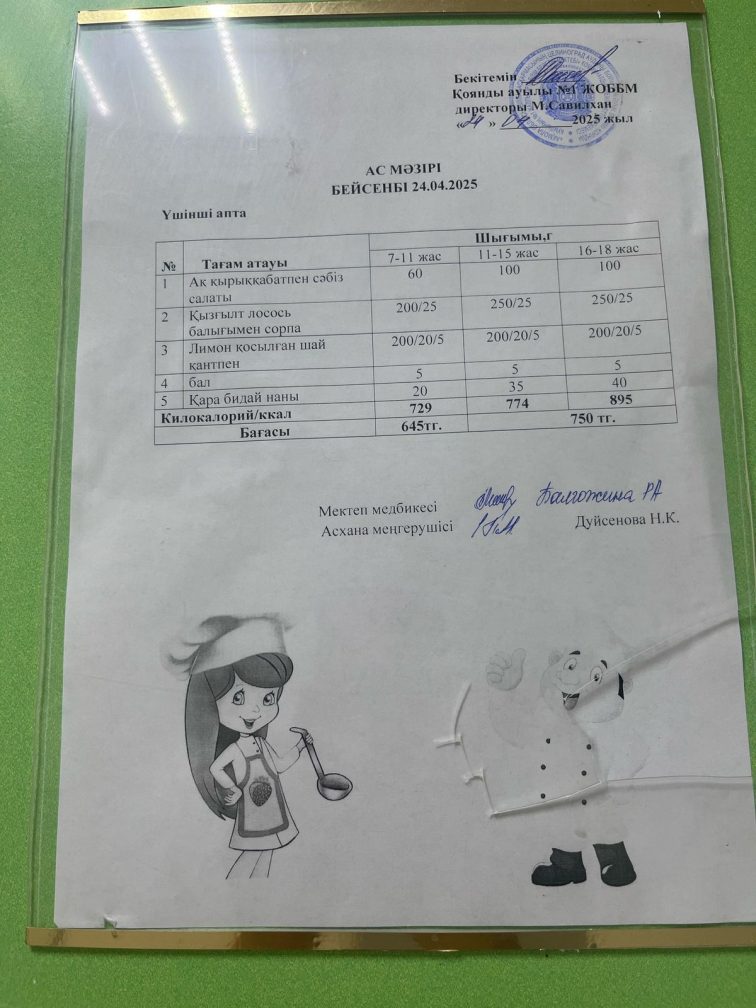 Бекітемін
Қоянды ауылы №1 ЖОББМ
директоры М.Савилхан
«24» 04 2025 жыл
АС МӘЗІРІ
БЕЙСЕНБІ 24.04.2025
Үшінші апта
№ Тағам атауы Шығымы,г
7-11 жас 11-15 жас 16-18 жас
1 Ақ қырыққабатпен сәбіз салаты 60 100 100
2 Қызғылт лосось балығымен сорпа 200/25 250/25 250/25
3 Лимон қосылған шай қантпен 200/20/5 200/20/5 200/20/5
4 бал 5 5 5
5 Қара бидай наны 20 35 40
Килокалорий/ккал 729 774 895
Бағасы 645тг. 750 тг.
Мектеп медбикесі Балгожина РА
Асхана меңгерушісі Дуйсенова Н.К.